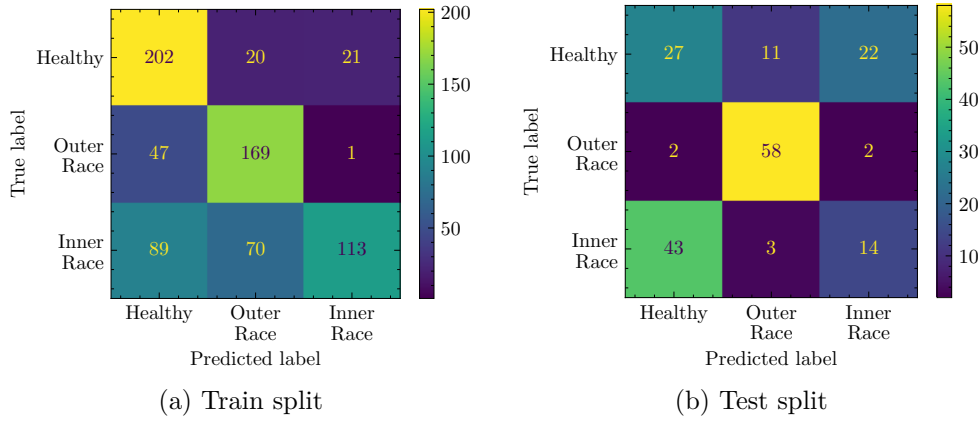 Healthy
Outer
Race
Inner
Race
True label
202 20 21
47 169 1
89 70 113
Healthy Outer
Race Inner
Race
Predicted label
200
150
100
50
(a) Train split
Healthy
Outer
Race
Inner
Race
True label
27 11 22
2 58 2
43 3 14
Healthy Outer
Race Inner
Race
Predicted label
50
40
30
20
10
(b) Test split